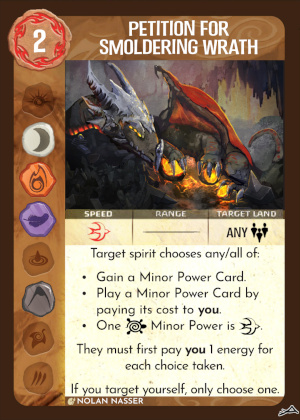 2
PETITION FOR
SMOLDERING WRATH
SPEED RANGE TARGET LAND
ANY
Target spirit chooses any/all of:
• Gain a Minor Power Card.
• Play a Minor Power Card by
paying its cost to you.
• One Minor Power is .
They must first pay you 1 energy for
each choice taken.
If you target yourself, only choose one.
NOLAN NASSER